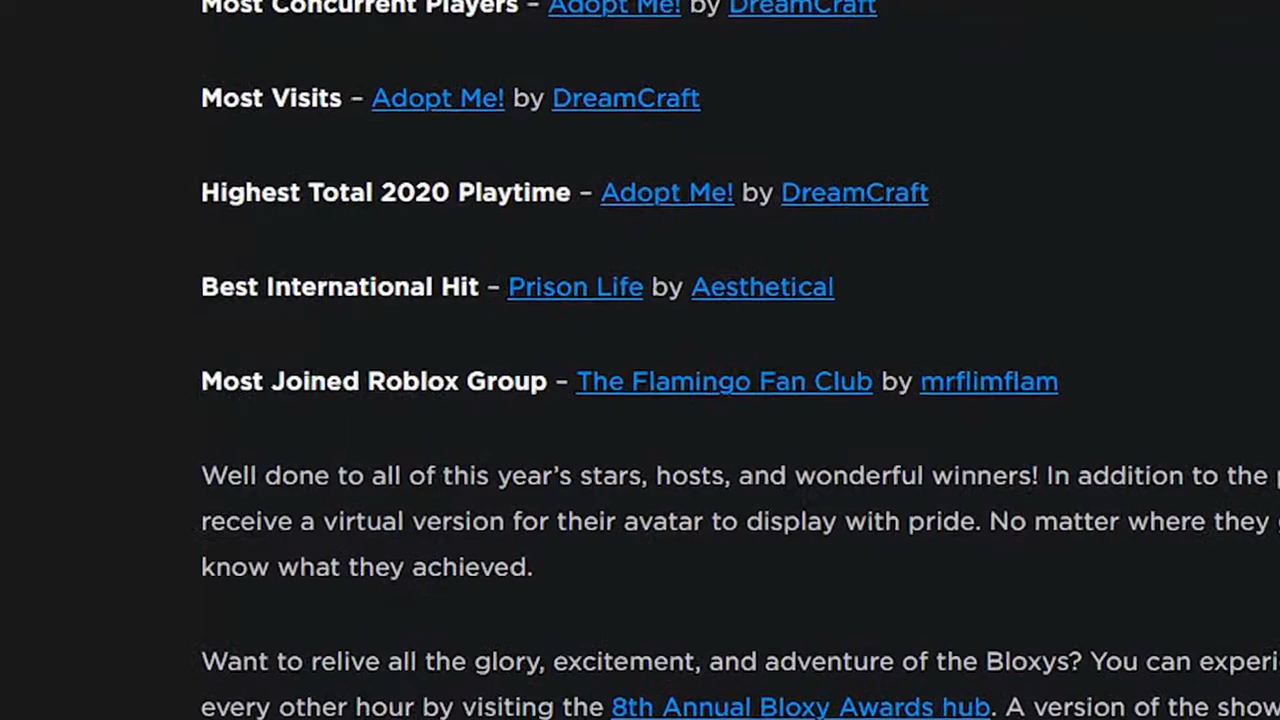 Most Concurrent Players – Adopt Me! by DreamCraft
Most Visits – Adopt Me! by DreamCraft
Highest Total 2020 Playtime – Adopt Me! by DreamCraft
Best International Hit – Prison Life by Aesthetical
Most Joined Roblox Group – The Flamingo Fan Club by mrflimflam
Well done to all of this year’s stars, hosts, and wonderful winners! In addition to the
receive a virtual version for their avatar to display with pride. No matter where they
know what they achieved.
Want to relive all the glory, excitement, and adventure of the Bloxys? You can experi
every other hour by visiting the 8th Annual Bloxy Awards hub. A version of the show